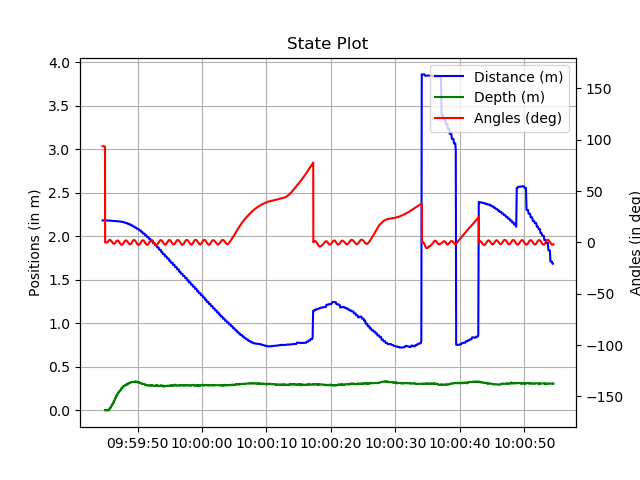 State Plot
Positions (in m)
4.0
3.5
3.0
2.5
2.0
1.5
1.0
0.5
0.0
Distance (m)
Depth (m)
Angles (deg)
150
100
50
0
−50
−100
−150
Angles (in deg)
09:59:50 10:00:00 10:00:10 10:00:20 10:00:30 10:00:40 10:00:50